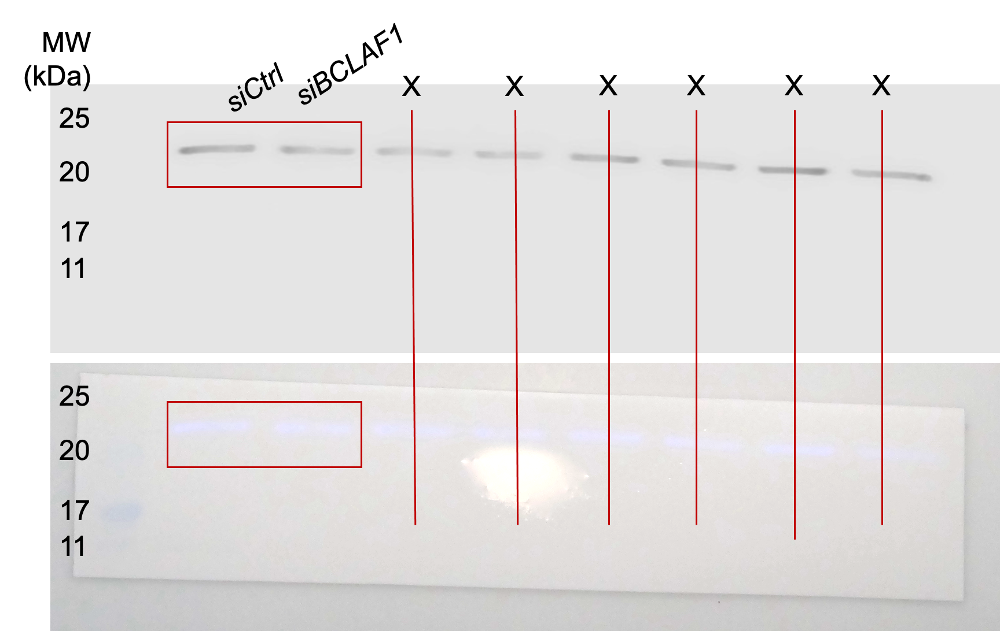 MW
(kDa)
siCtrl
siBCLAF1
X
X
X
X
X
X
25
20
17
11
25
20
17
11